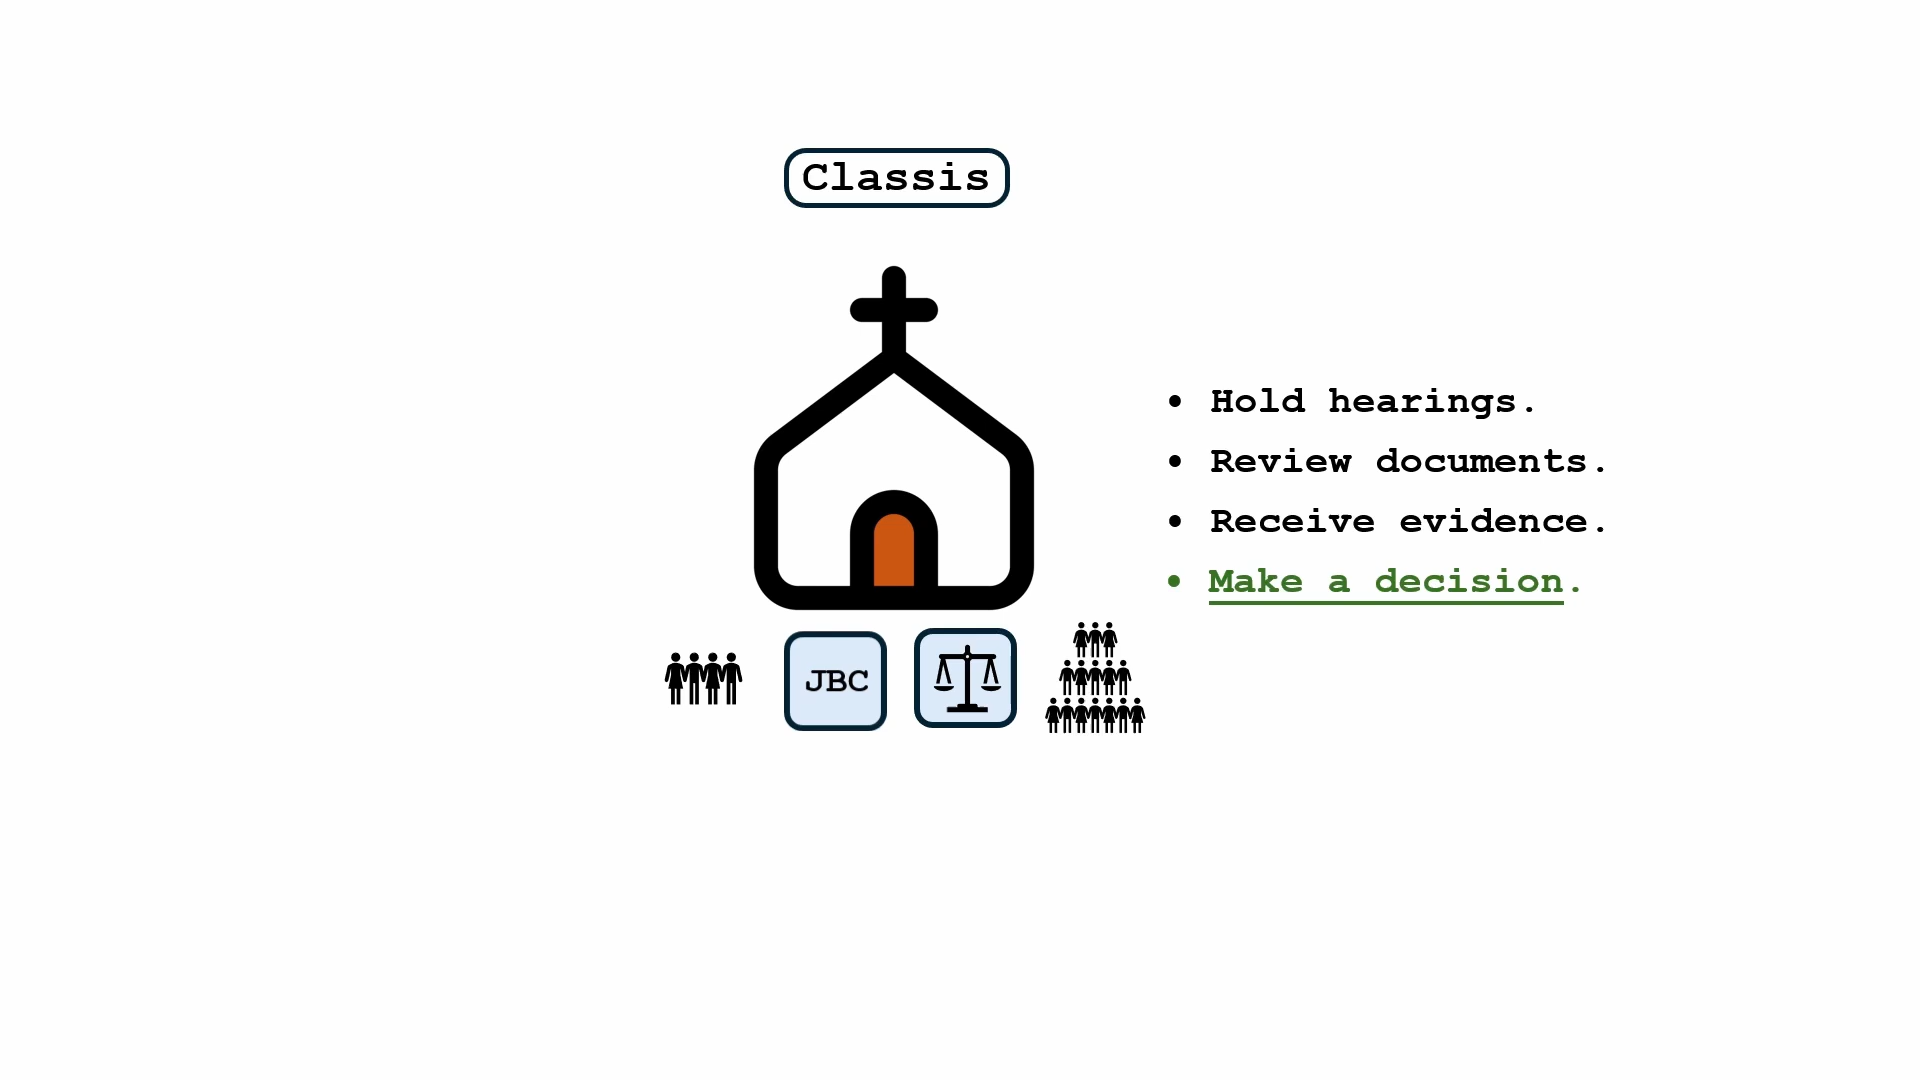 Classis
• Hold hearings.
• Review documents.
• Receive evidence.
• Make a decision.
JBC